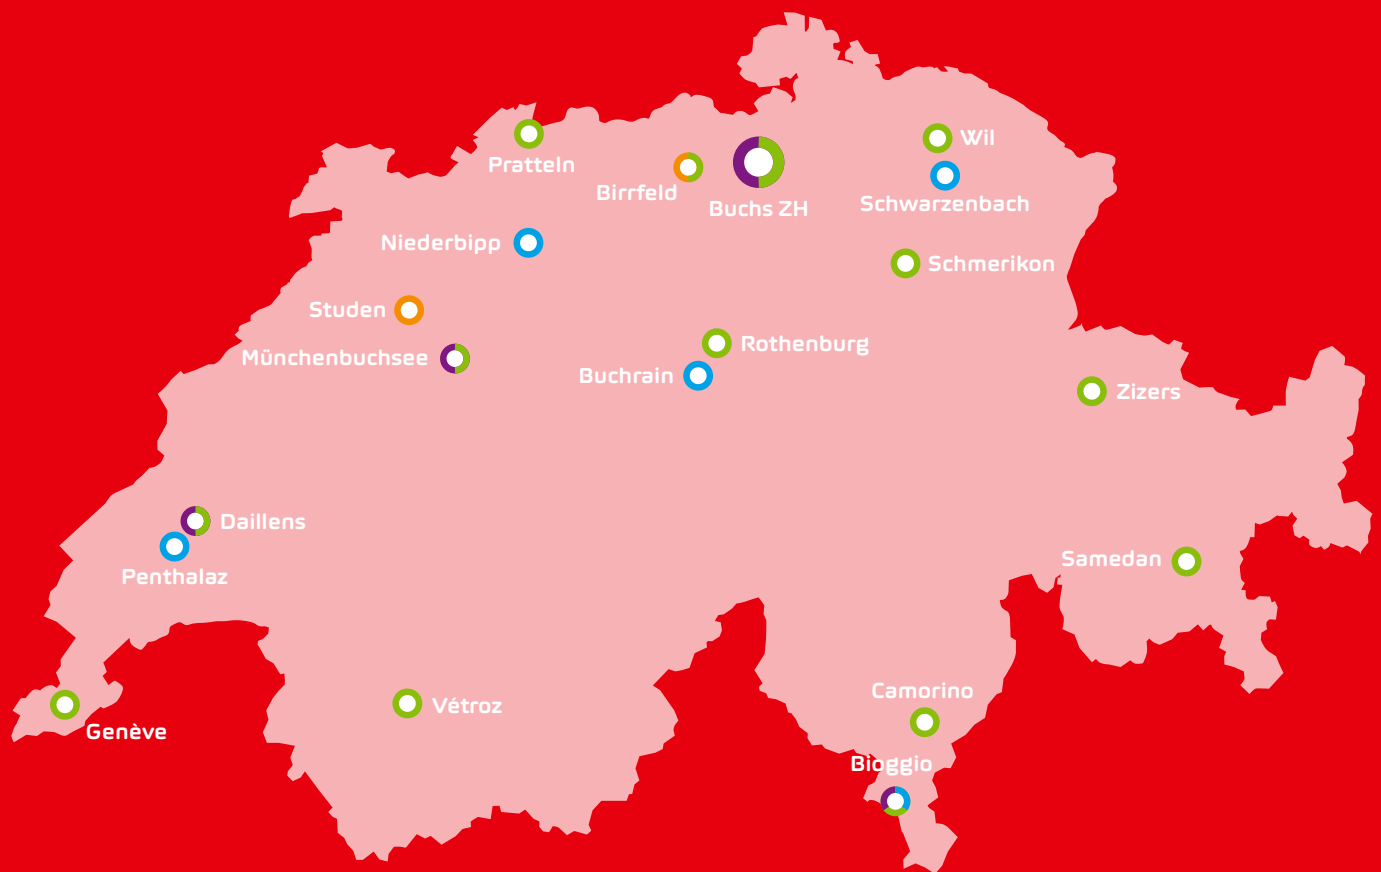 Wil
Pratteln
Birrfeld
Buchs ZH
Schwarzenbach
Niederbipp
Schmerikon
Studen
Rothenburg
Münchenbuchsee
Buchrain
Zizers
Daillens
Samedan
Penthalaz
Camorino
Vétroz
Genève
Bioggio